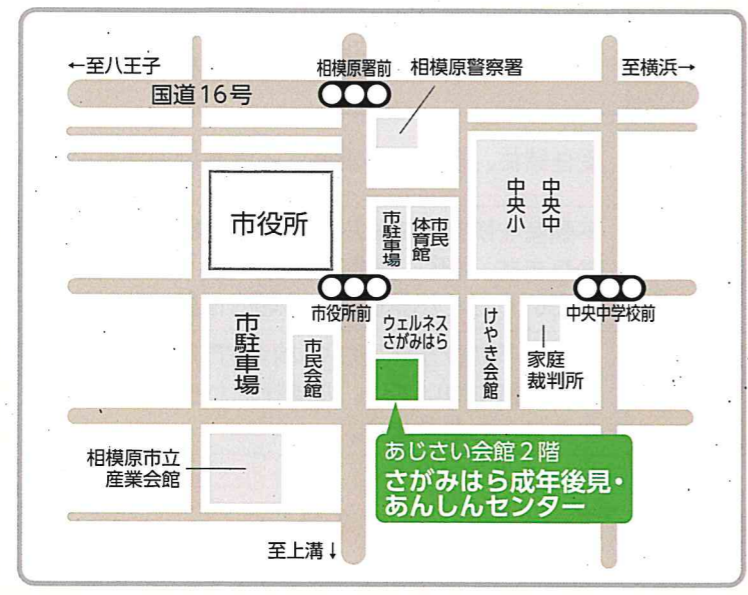 ←至八王子
相模原署前
相模原警察署
至横浜→
国道16号
市役所
市駐車場
市民
体育館
中央中
中央小
市役所前
中央中学校前
市駐車場
市民会館
ウェルネス
さがみはら
けやき会館
家庭
裁判所
相模原市立
産業会館
あじさい会館2階
さがみはら成年後見・
あんしんセンター
至上溝↓